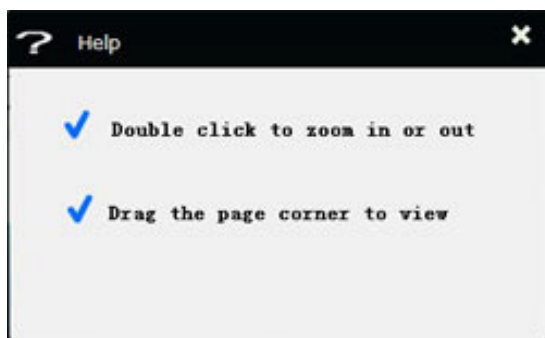 Help
Double click to zoom in or out
Drag the page corner to view